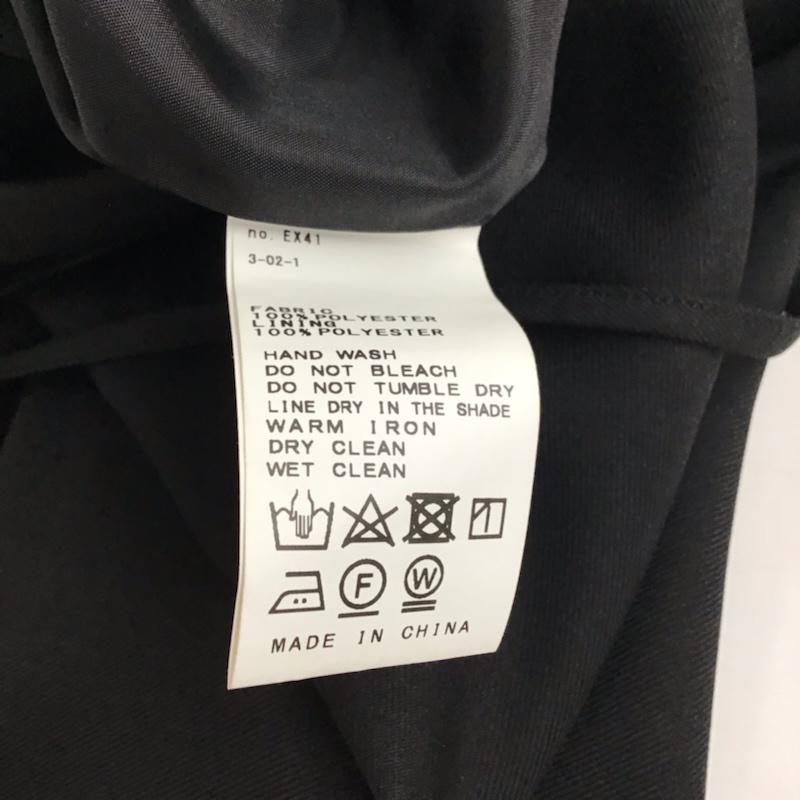 no. EX41
3-02-1
FABRIC
100% POLYESTER
LINING
100% POLYESTER
HAND WASH
DO NOT BLEACH
DO NOT TUMBLE DRY
LINE DRY IN THE SHADE
WARM IRON
DRY CLEAN
WET CLEAN
F W
MADE IN CHINA